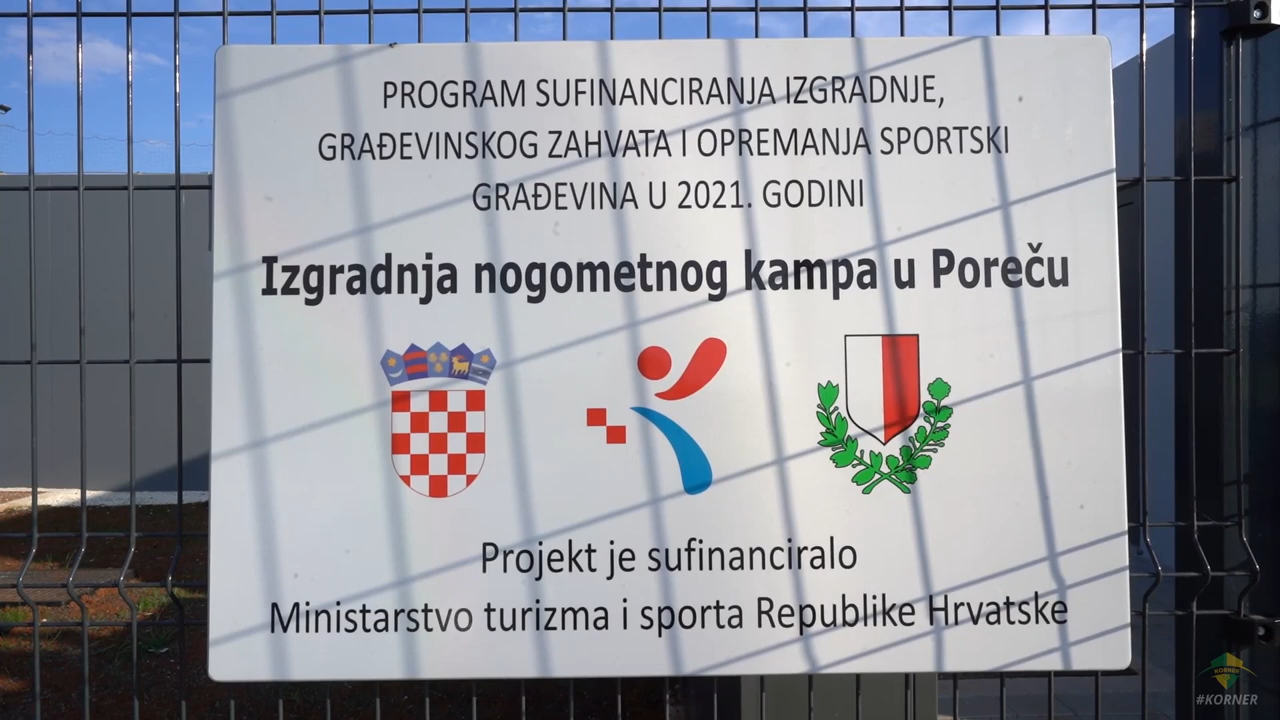 PROGRAM SUFINANCIRANJA IZGRADNJE,
GRAĐEVINSKOG ZAHVATA I OPREMANJA SPORTSKI
GRAĐEVINA U 2021. GODINI
Izgradnja nogometnog kampa u Poreču
Projekt je sufinanciralo
Ministarstvo turizma i sporta Republike Hrvatske
KORNER
#KORNER